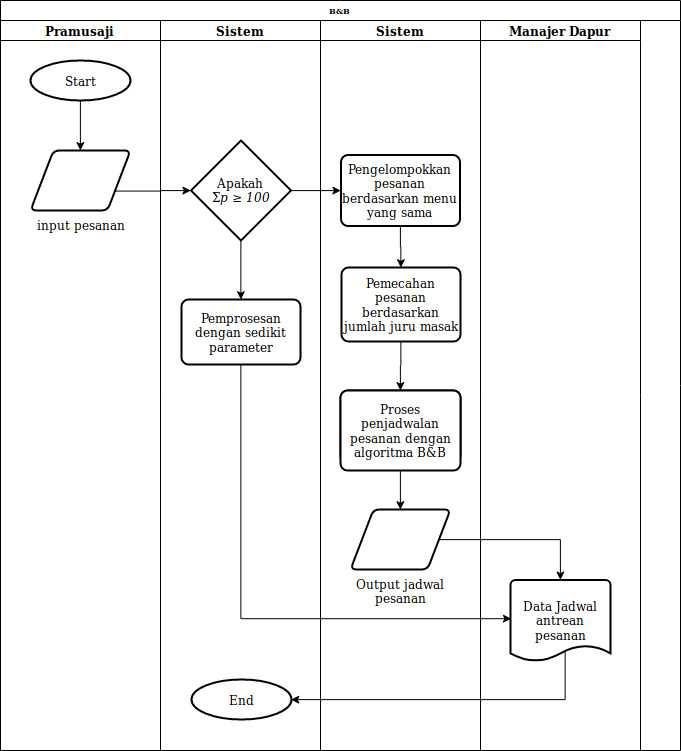 B&B
Pramusaji
Sistem
Sistem
Manajer Dapur
Start
input pesanan
Apakah
Σp ≥ 100
Pengelompokkan
pesanan
berdasarkan menu
yang sama
Pemprosesan
dengan sedikit
parameter
Pemecahan
pesanan
berdasarkan
jumlah juru masak
Proses
penjadwalan
pesanan dengan
algoritma B&B
Output jadwal
pesanan
Data Jadwal
antrean
pesanan
End